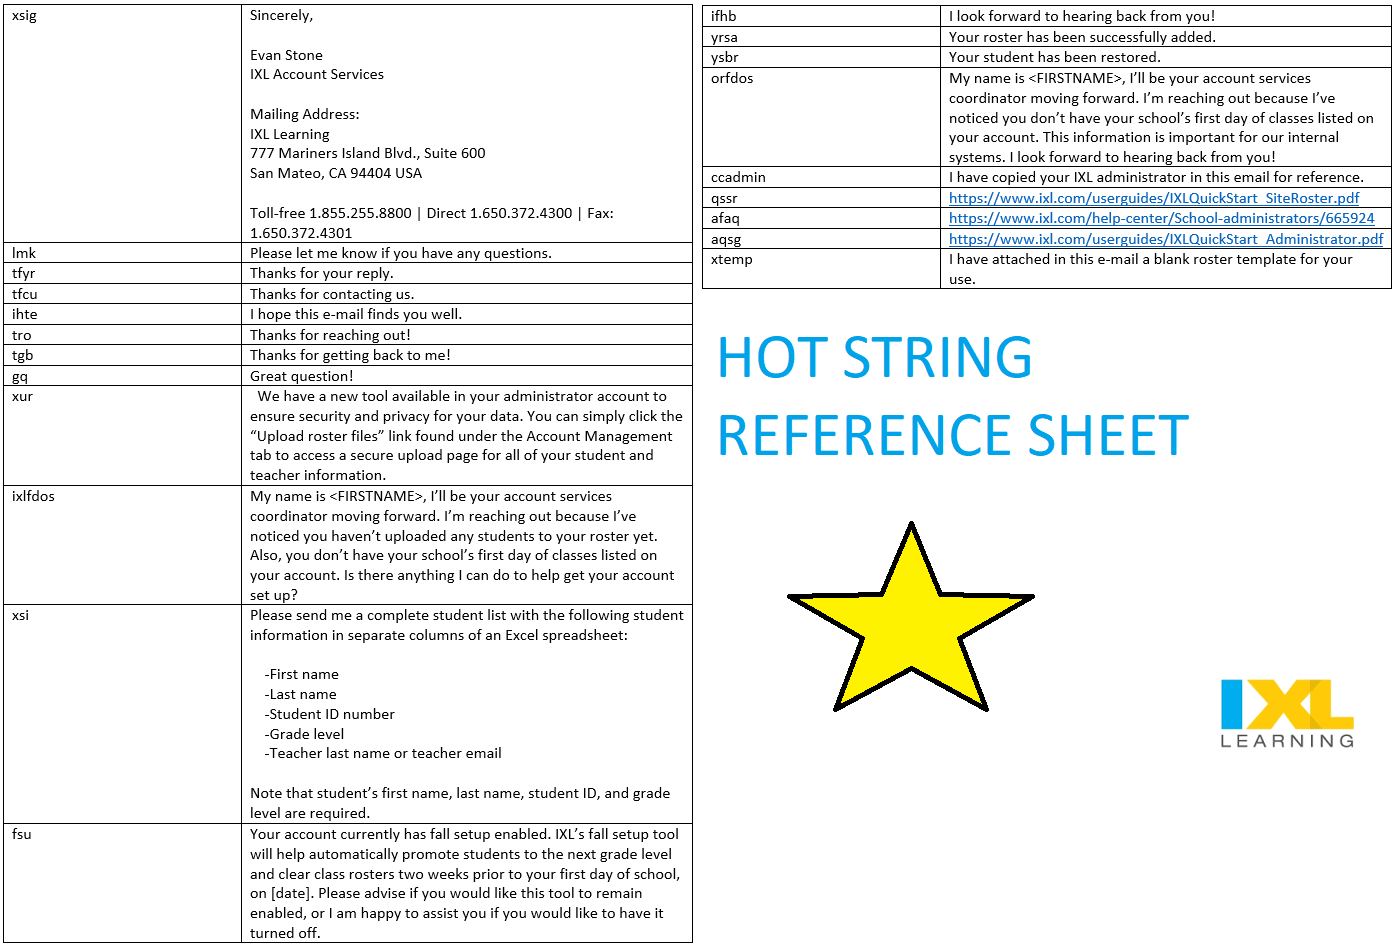 xsig
Sincerely,
Evan Stone
IXL Account Services
Mailing Address:
IXL Learning
777 Mariners Island Blvd., Suite 600
San Mateo, CA 94404 USA
Toll-free 1.855.255.8800 | Direct 1.650.372.4300 | Fax:
1.650.372.4301
lmk
Please let me know if you have any questions.
tfyr
Thanks for your reply.
tfcu
Thanks for contacting us.
ihte
I hope this e-mail finds you well.
tro
Thanks for reaching out!
tgb
Thanks for getting back to me!
gq
Great question!
xur
We have a new tool available in your administrator account to
ensure security and privacy for your data. You can simply click the
“Upload roster files” link found under the Account Management
tab to access a secure upload page for all of your student and
teacher information.
ixlfdos
My name is <FIRSTNAME>, I’ll be your account services
coordinator moving forward. I’m reaching out because I’ve
noticed you haven’t uploaded any students to your roster yet.
Also, you don’t have your school’s first day of classes listed on
your account. Is there anything I can do to help get your account
set up?
xsi
Please send me a complete student list with the following student
information in separate columns of an Excel spreadsheet:
-First name
-Last name
-Student ID number
-Grade level
-Teacher last name or teacher email
Note that student’s first name, last name, student ID, and grade
level are required.
fsu
Your account currently has fall setup enabled. IXL’s fall setup tool
will help automatically promote students to the next grade level
and clear class rosters two weeks prior to your first day of school,
on [date]. Please advise if you would like this tool to remain
enabled, or I am happy to assist you if you would like to have it
turned off.
ifhb
I look forward to hearing back from you!
yrsa
Your roster has been successfully added.
ysbr
Your student has been restored.
orfdos
My name is <FIRSTNAME>, I’ll be your account services
coordinator moving forward. I’m reaching out because I’ve
noticed you don’t have your school’s first day of classes listed on
your account. This information is important for our internal
systems. I look forward to hearing back from you!
ccadmin
I have copied your IXL administrator in this email for reference.
qssr
https://www.ixl.com/userguides/IXLQuickStart_SiteRoster.pdf
afaq
https://www.ixl.com/help-center/School-administrators/665924
aqsg
https://www.ixl.com/userguides/IXLQuickStart_Administrator.pdf
xtemp
I have attached in this e-mail a blank roster template for your
use.
HOT STRING
REFERENCE SHEET
IXL
LEARNING